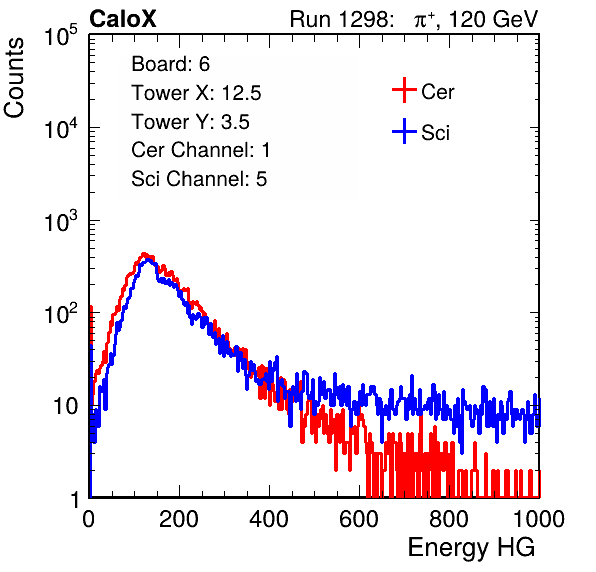 CaloX Run 1298: π⁺, 120 GeV
Counts
10⁵
10⁴
10³
10²
10
1
Board: 6
Tower X: 12.5
Tower Y: 3.5
Cer Channel: 1
Sci Channel: 5
Cer
Sci
0 200 400 600 800 1000
Energy HG